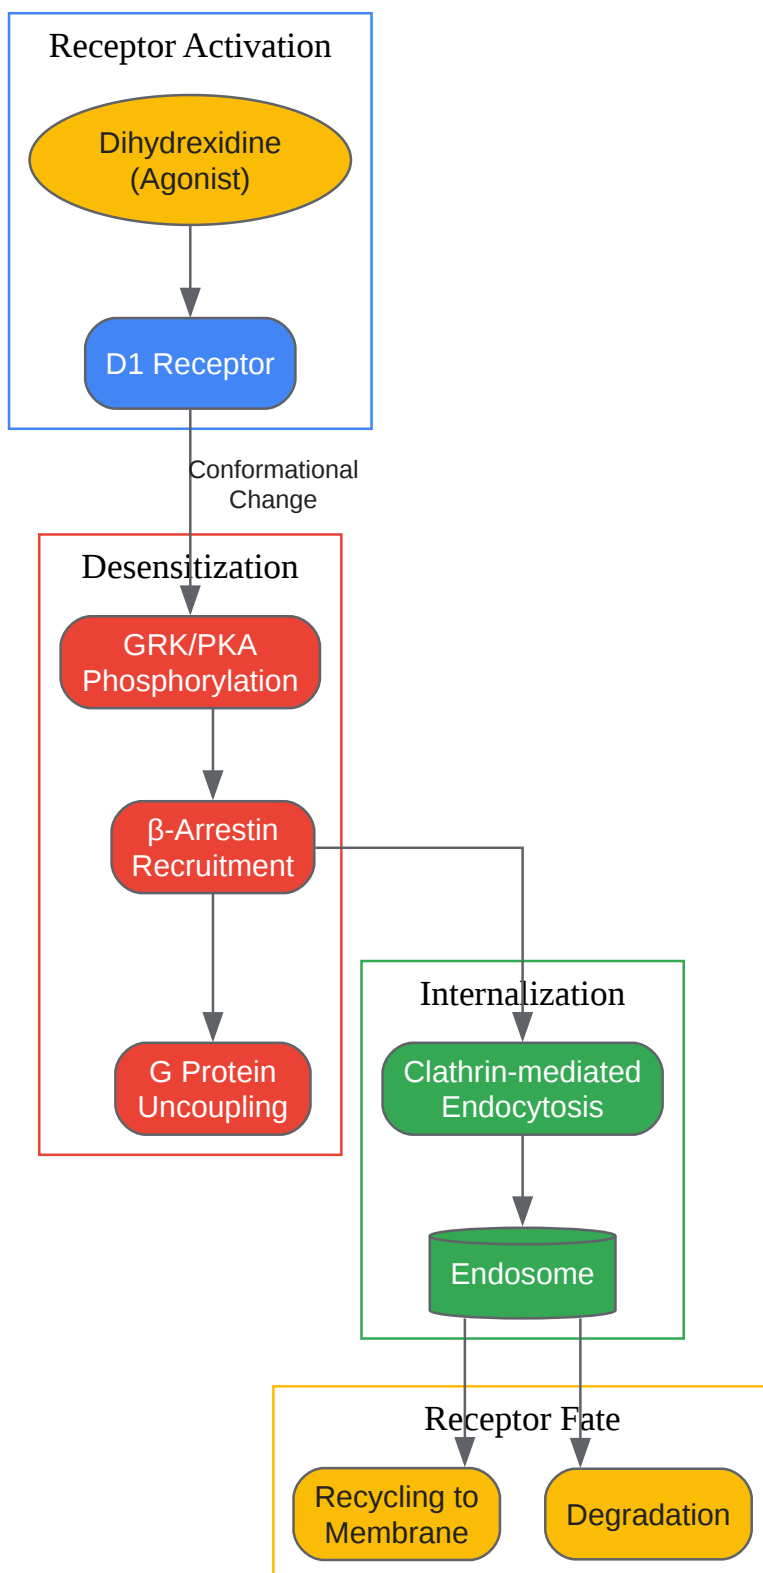 Receptor Activation
Dihydrexidine
(Agonist)
D1 Receptor
Conformational
Change
Desensitization
GRK/PKA
Phosphorylation
β-Arrestin
Recruitment
Internalization
G Protein
Uncoupling
Clathrin-mediated
Endocytosis
Endosome
Receptor Fate
Recycling to
Membrane
Degradation